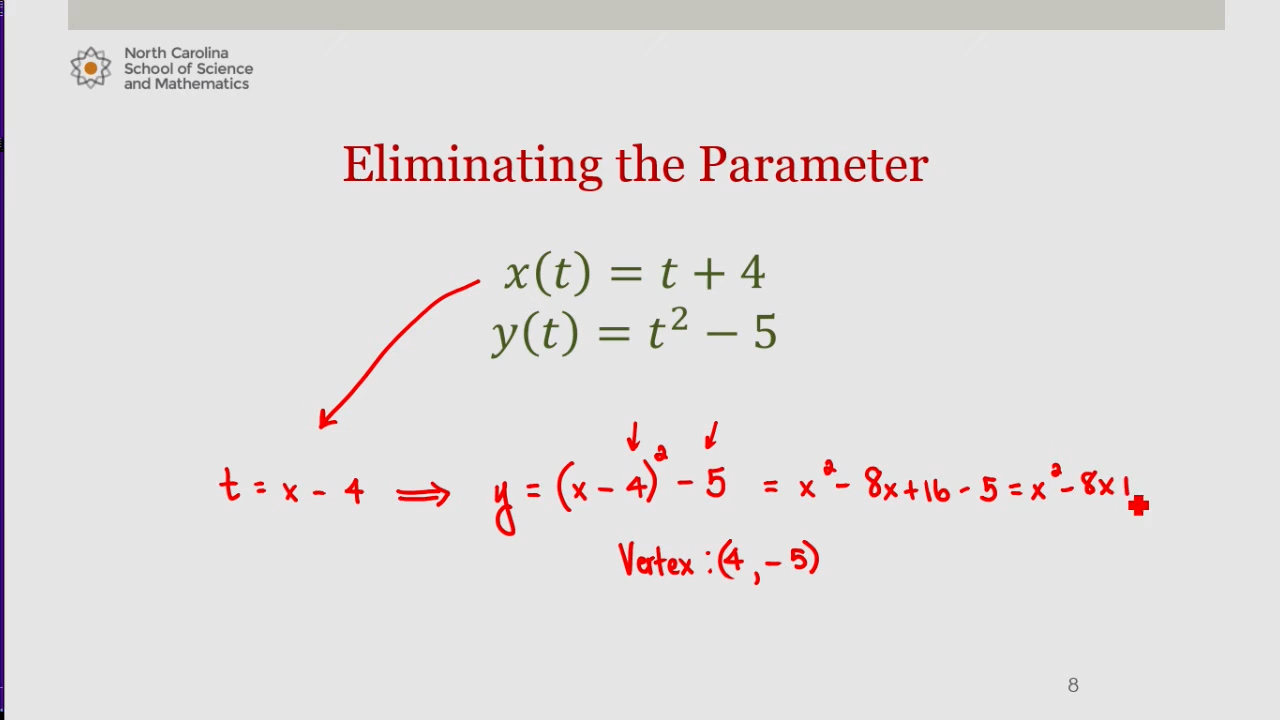 North Carolina
School of Science
and Mathematics
Eliminating the Parameter
x(t) = t + 4
y(t) = t² − 5
t = x − 4 ⟹ y = (x − 4)² − 5 = x² − 8x + 16 − 5 = x² − 8x 1
Vertex : (4, −5)
8